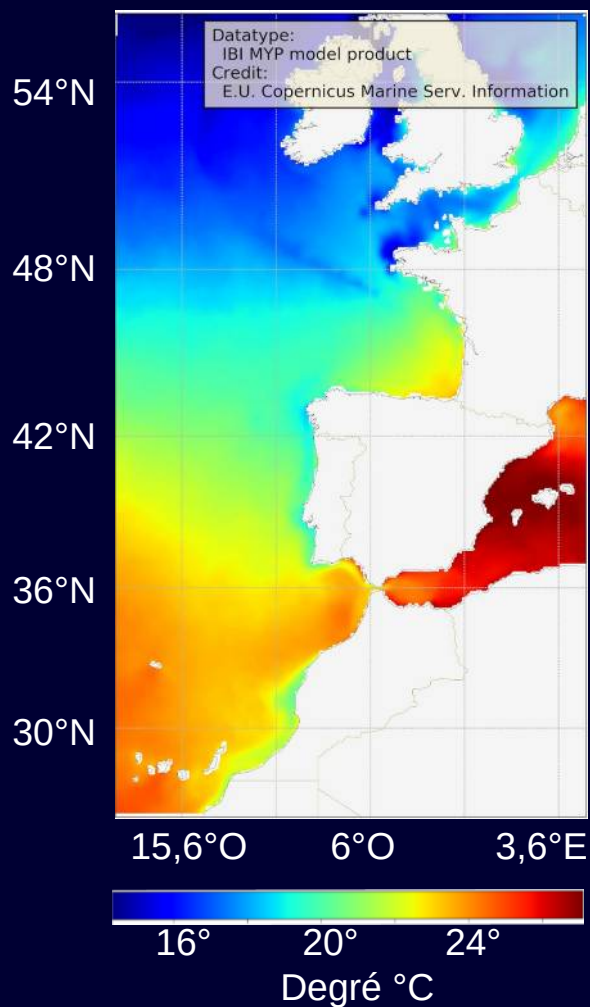 Datatype:
IBI MYP model product
Credit:
E.U. Copernicus Marine Serv. Information
54°N
48°N
42°N
36°N
30°N
15,6°O 6°O 3,6°E
16° 20° 24°
Degré °C